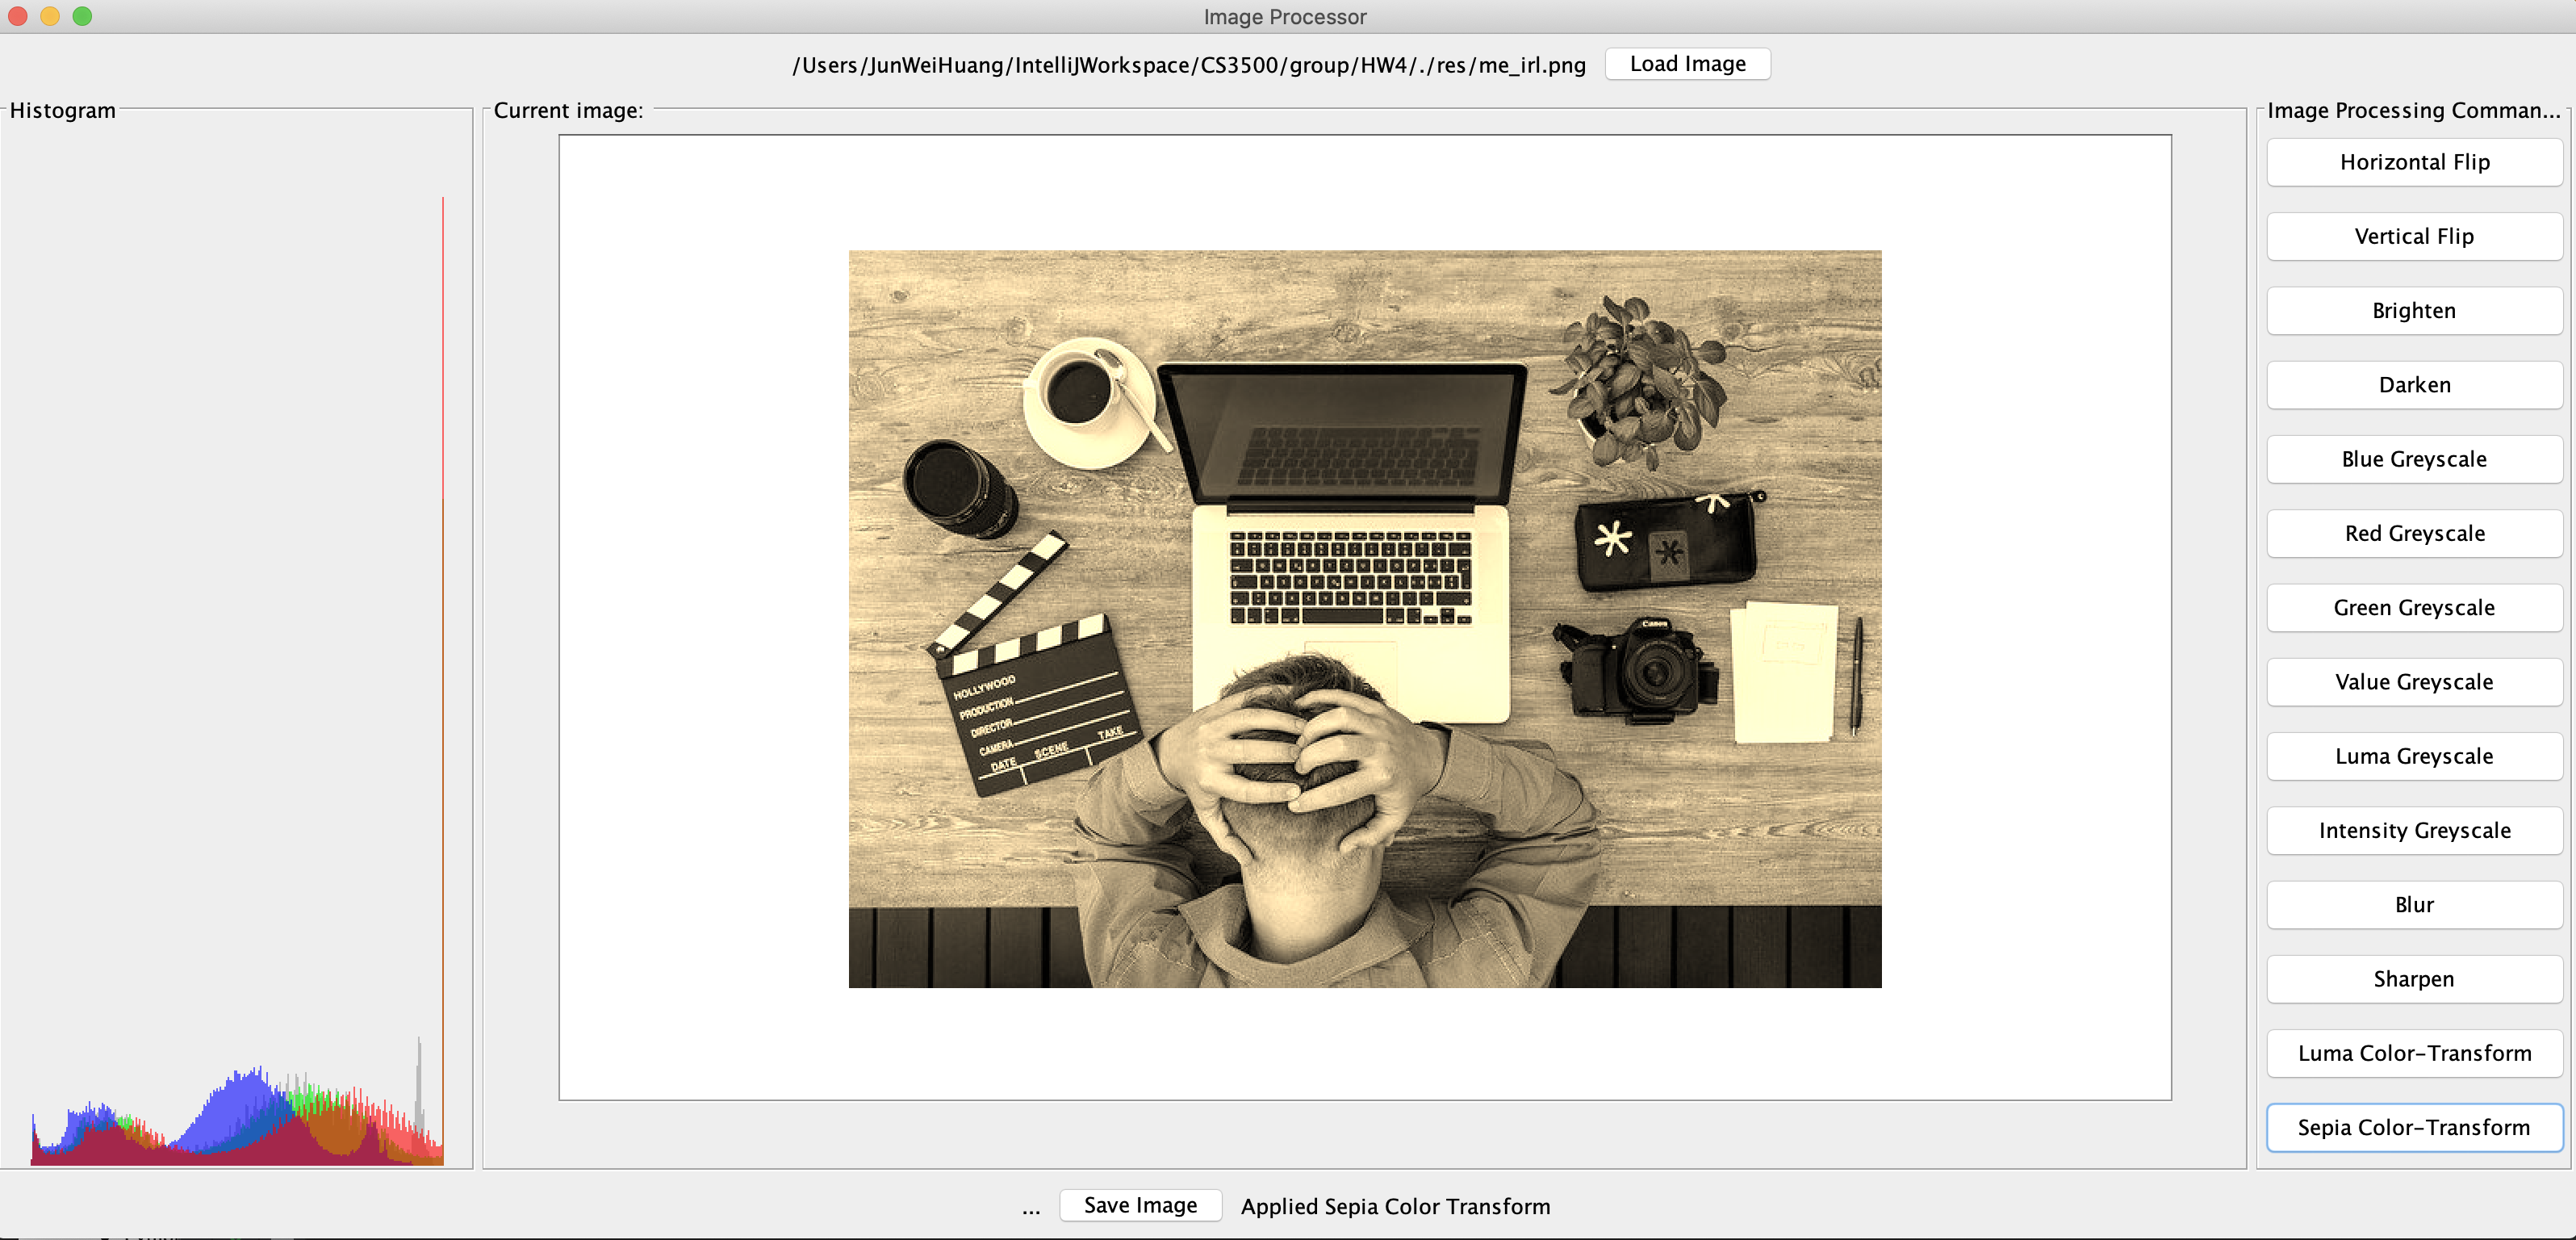 Image Processor
/Users/JunWeiHuang/IntelliJWorkspace/CS3500/group/HW4/./res/me_irl.png
Load Image
Histogram
Current image:
Image Processing Comman...
Horizontal Flip
Vertical Flip
Brighten
Darken
Blue Greyscale
Red Greyscale
Green Greyscale
Value Greyscale
Luma Greyscale
Intensity Greyscale
Blur
Sharpen
Luma Color-Transform
Sepia Color-Transform
Canon
HOLLYWOOD
PRODUCTION
DIRECTOR
CAMERA
DATE SCENE TAKE
...
Save Image
Applied Sepia Color Transform